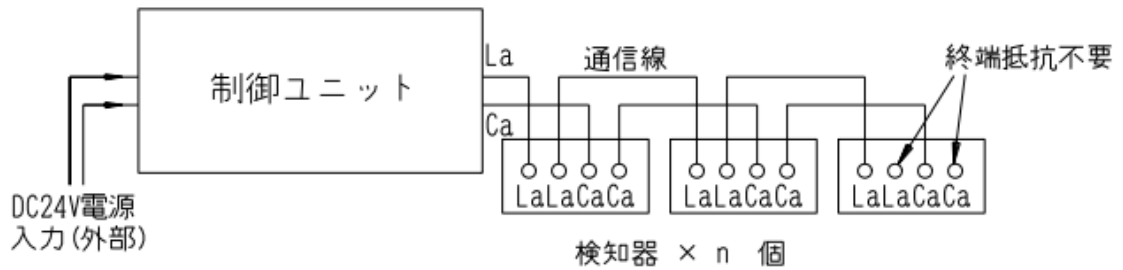 制御ユニット
La
通信線
終端抵抗不要
Ca
LaLaCaCa
LaLaCaCa
LaLaCaCa
DC24V電源
入力(外部)
検知器 × n 個